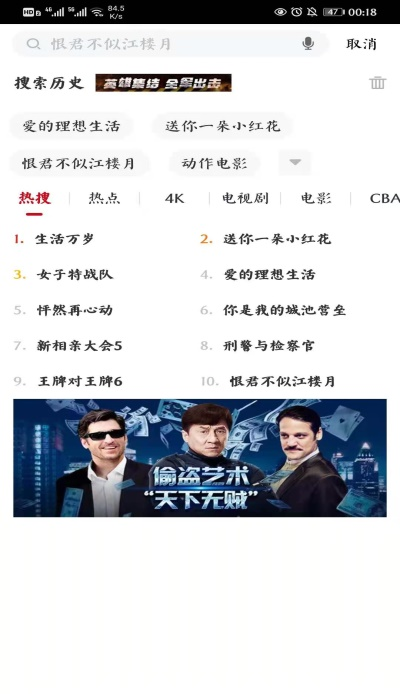 HD 4G 5G 84.5 K/s 47 00:18
恨君不似江楼月 取消
搜索历史 英雄集结 全军出击
爱的理想生活 送你一朵小红花
恨君不似江楼月 动作电影
热搜 热点 4K 电视剧 电影 CBA
1. 生活万岁 2. 送你一朵小红花
3. 女子特战队 4. 爱的理想生活
5. 怦然再心动 6. 你是我的城池营垒
7. 新相亲大会5 8. 刑警与检察官
9. 王牌对王牌6 10. 恨君不似江楼月
偷盗艺术
“天下无贼”